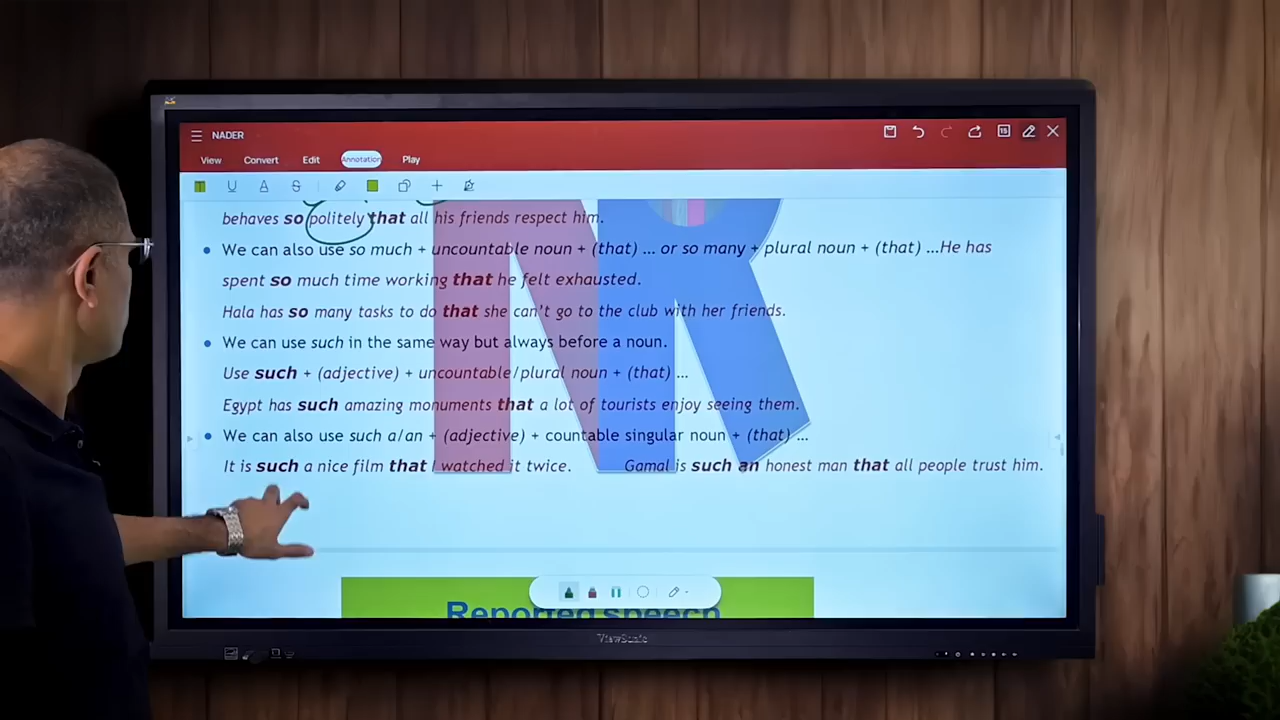 NADER
View Convert Edit Annotation Play
behaves so politely that all his friends respect him.
• We can also use so much + uncountable noun + (that) ... or so many + plural noun + (that) ...He has
spent so much time working that he felt exhausted.
Hala has so many tasks to do that she can't go to the club with her friends.
• We can use such in the same way but always before a noun.
Use such + (adjective) + uncountable/plural noun + (that) ...
Egypt has such amazing monuments that a lot of tourists enjoy seeing them.
• We can also use such a/an + (adjective) + countable singular noun + (that) ...
It is such a nice film that I watched it twice. Gamal is such an honest man that all people trust him.
Reported speech
ViewSonic